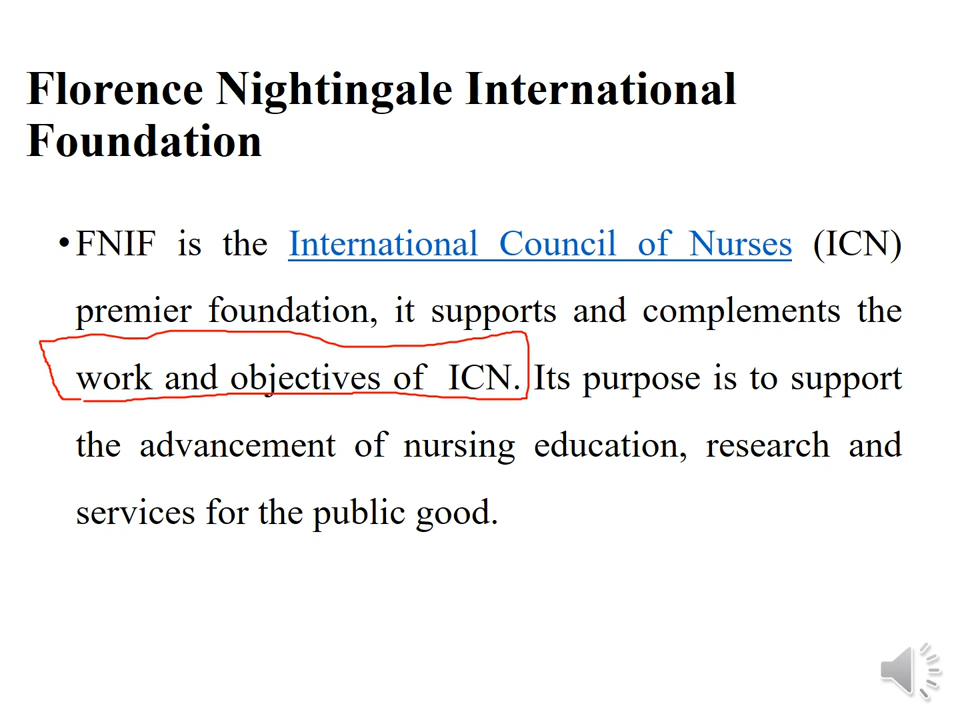 Florence Nightingale International
Foundation
•FNIF is the International Council of Nurses (ICN)
premier foundation, it supports and complements the
work and objectives of ICN. Its purpose is to support
the advancement of nursing education, research and
services for the public good.